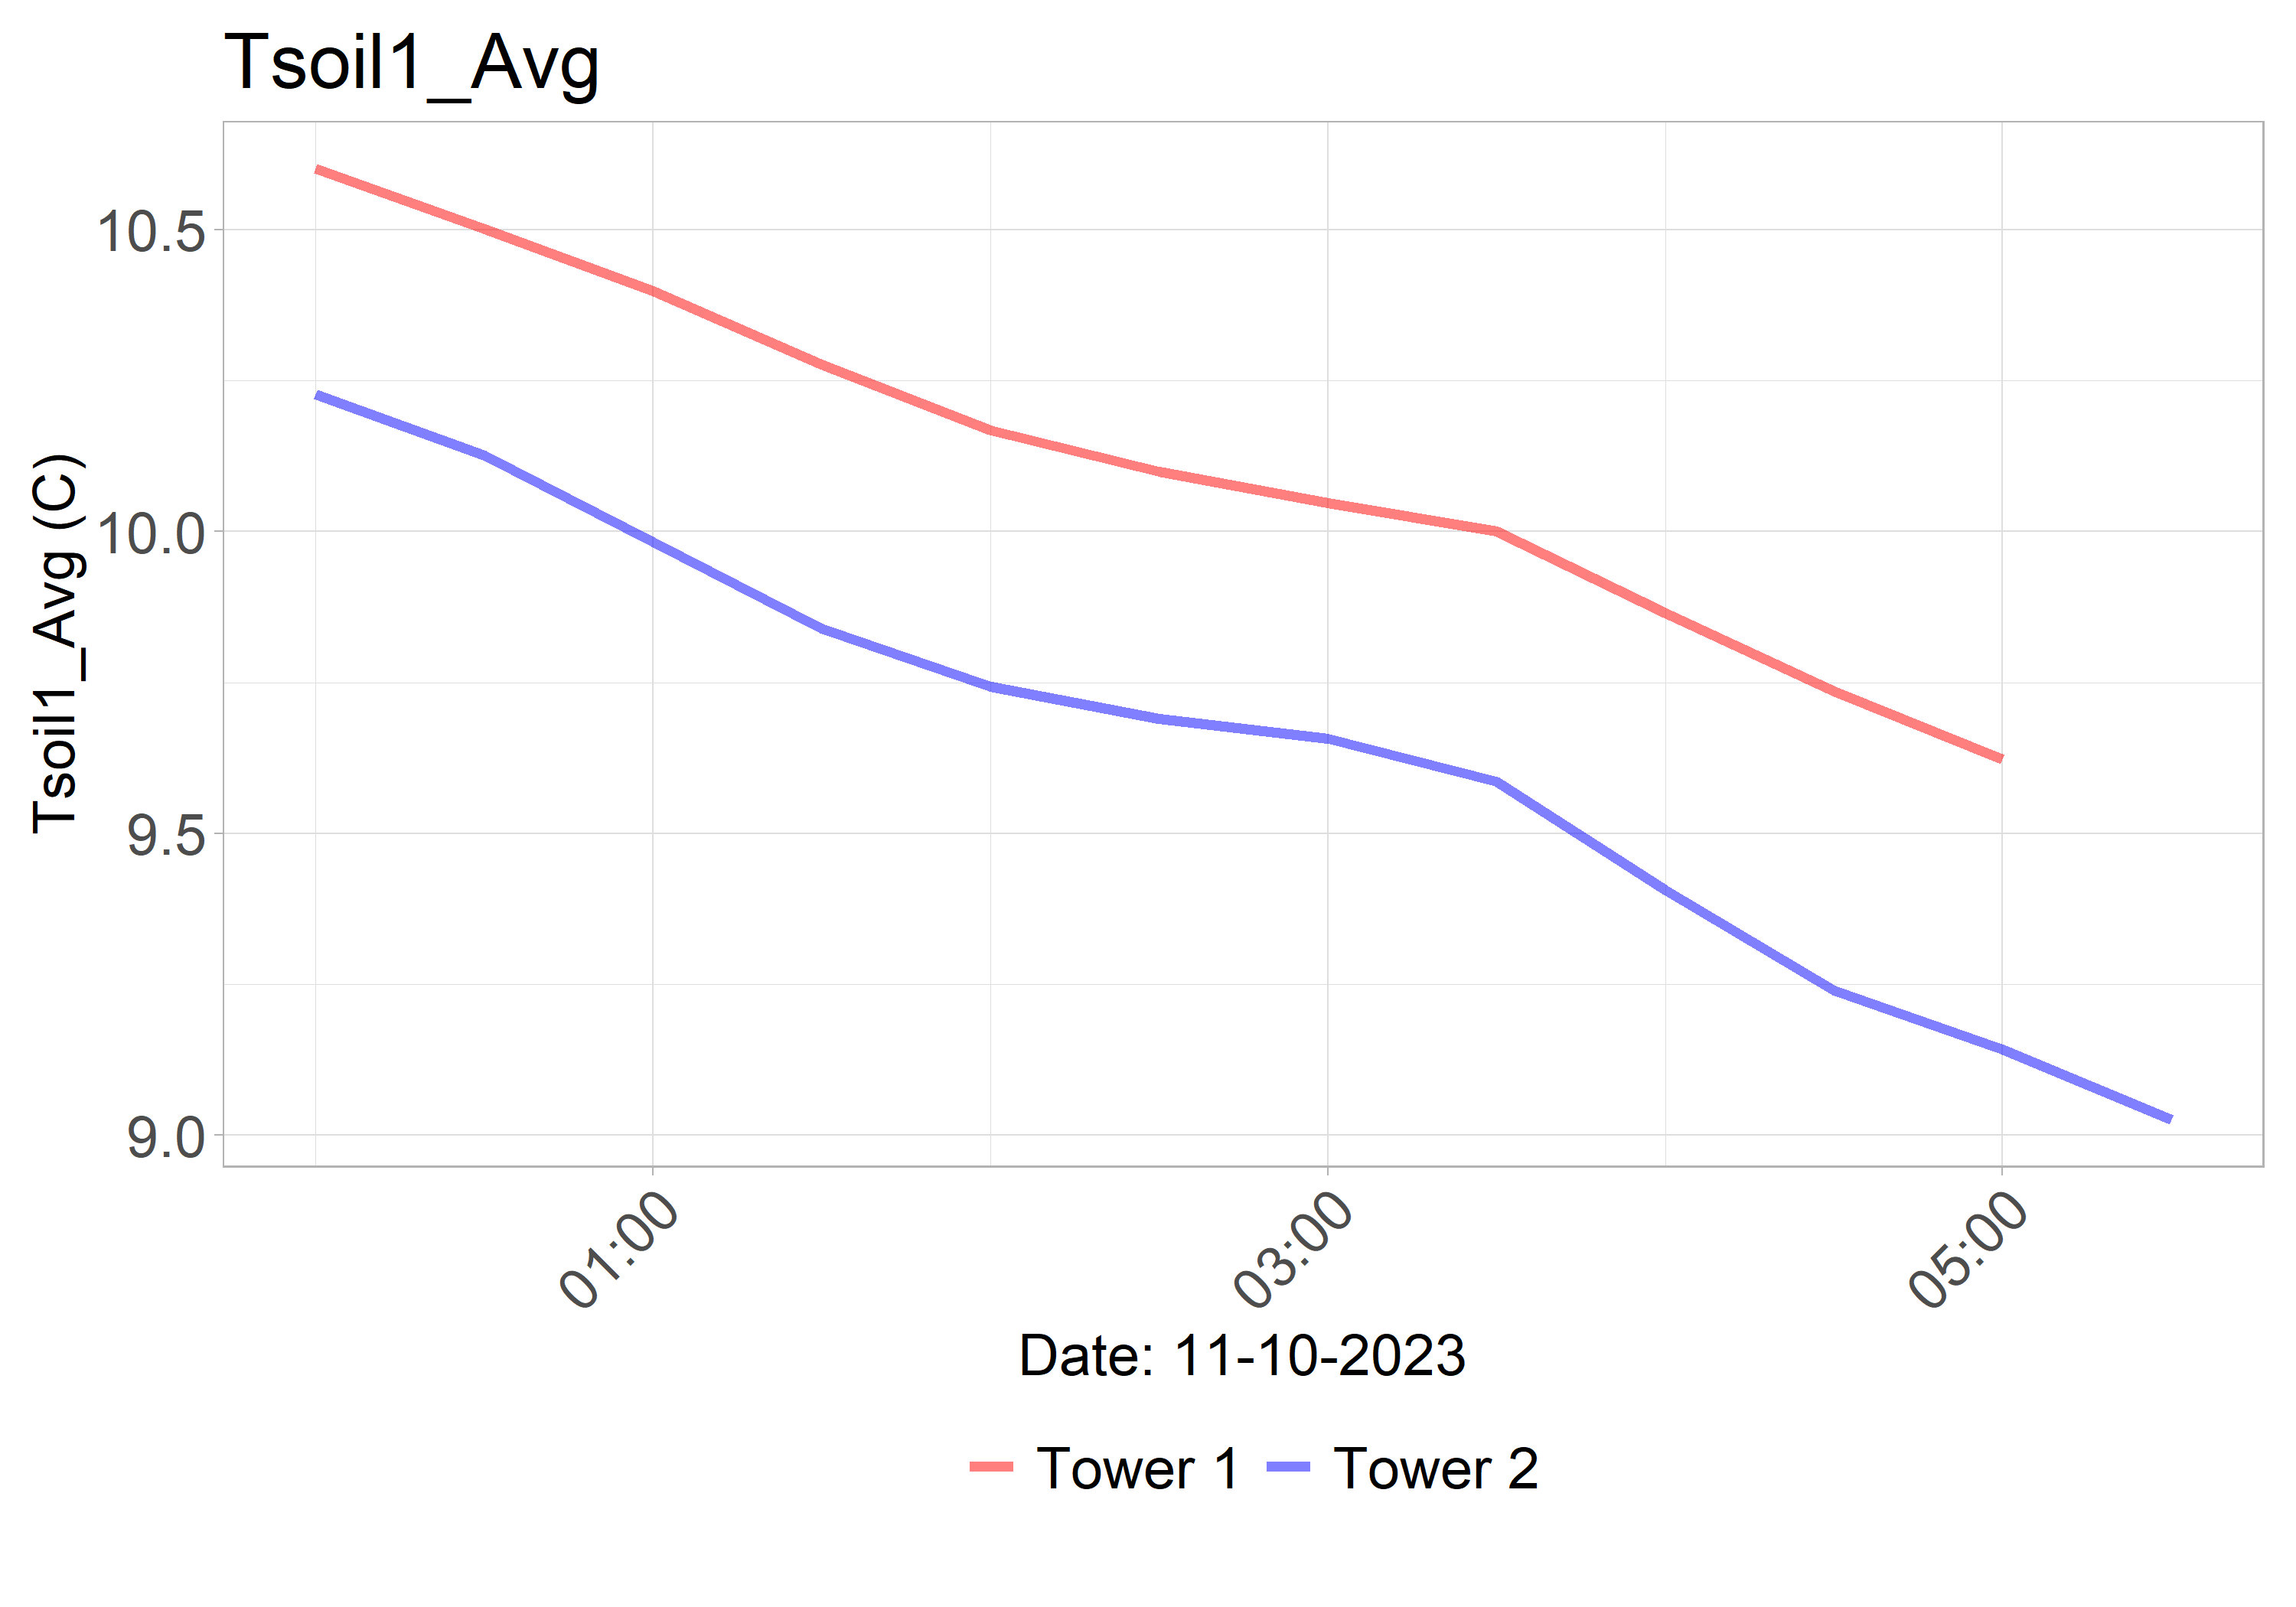 Tsoil1_Avg
Tsoil1_Avg (C)
10.5
10.0
9.5
9.0
01:00 03:00 05:00
Date: 11-10-2023
Tower 1 Tower 2